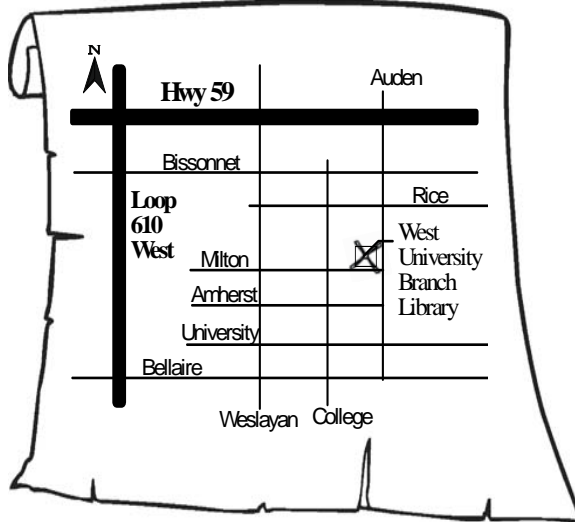 N
Auden
Hwy 59
Bissonnet
Rice
Loop
610
West
West
University
Branch
Library
Milton
Amherst
University
Bellaire
Weslayan
College